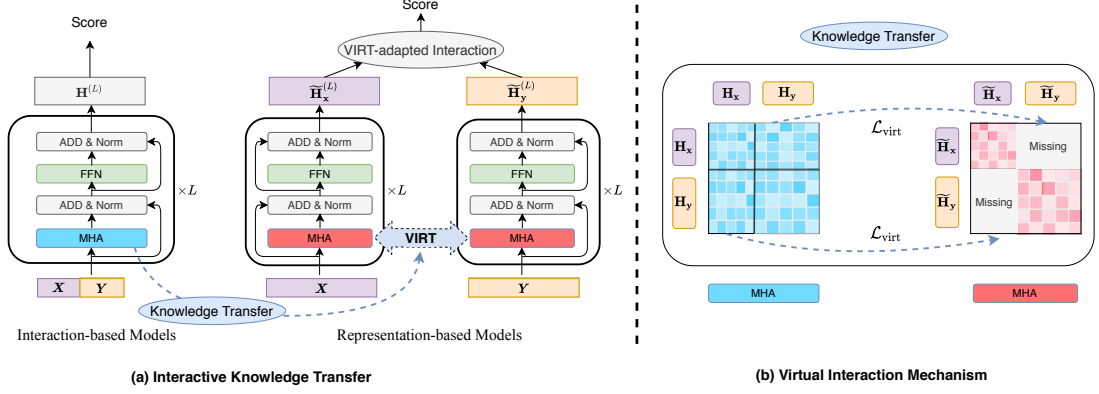 Score
H^(L)
ADD & Norm
FFN
ADD & Norm
MHA
×L
X Y
Interaction-based Models
Score
VIRT-adapted Interaction
H̃x^(L)
H̃y^(L)
ADD & Norm
FFN
ADD & Norm
MHA
×L
X
VIRT
ADD & Norm
FFN
ADD & Norm
MHA
×L
Y
Knowledge Transfer
Representation-based Models
(a) Interactive Knowledge Transfer
Knowledge Transfer
Hx Hy
Hx
Hy
MHA
ℒvirt
ℒvirt
H̃x H̃y
H̃x
H̃y
Missing
Missing
MHA
(b) Virtual Interaction Mechanism